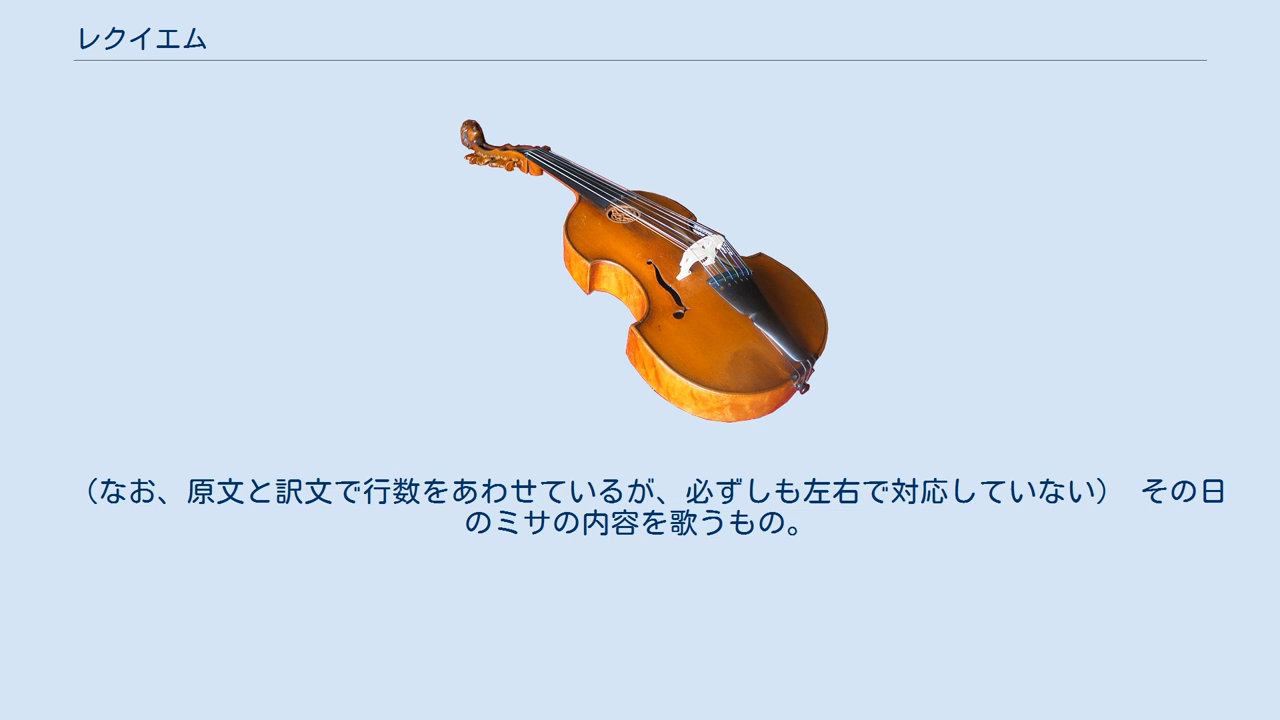 レクイエム
（なお、原文と訳文で行数をあわせているが、必ずしも左右で対応していない） その日
のミサの内容を歌うもの。